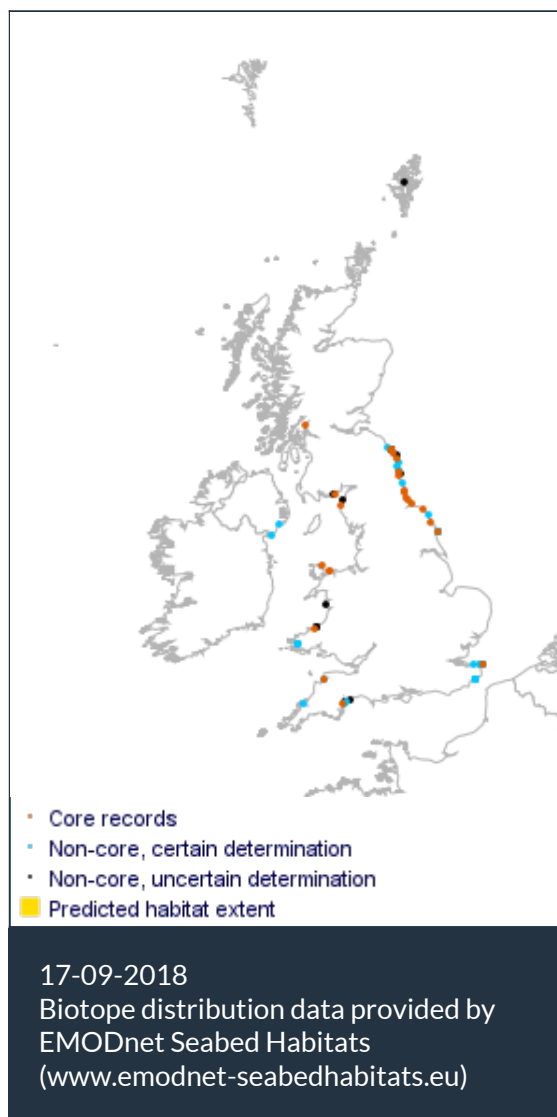 Core records
Non-core, certain determination
Non-core, uncertain determination
Predicted habitat extent
17-09-2018
Biotope distribution data provided by
EMODnet Seabed Habitats
(www.emodnet-seabedhabitats.eu)